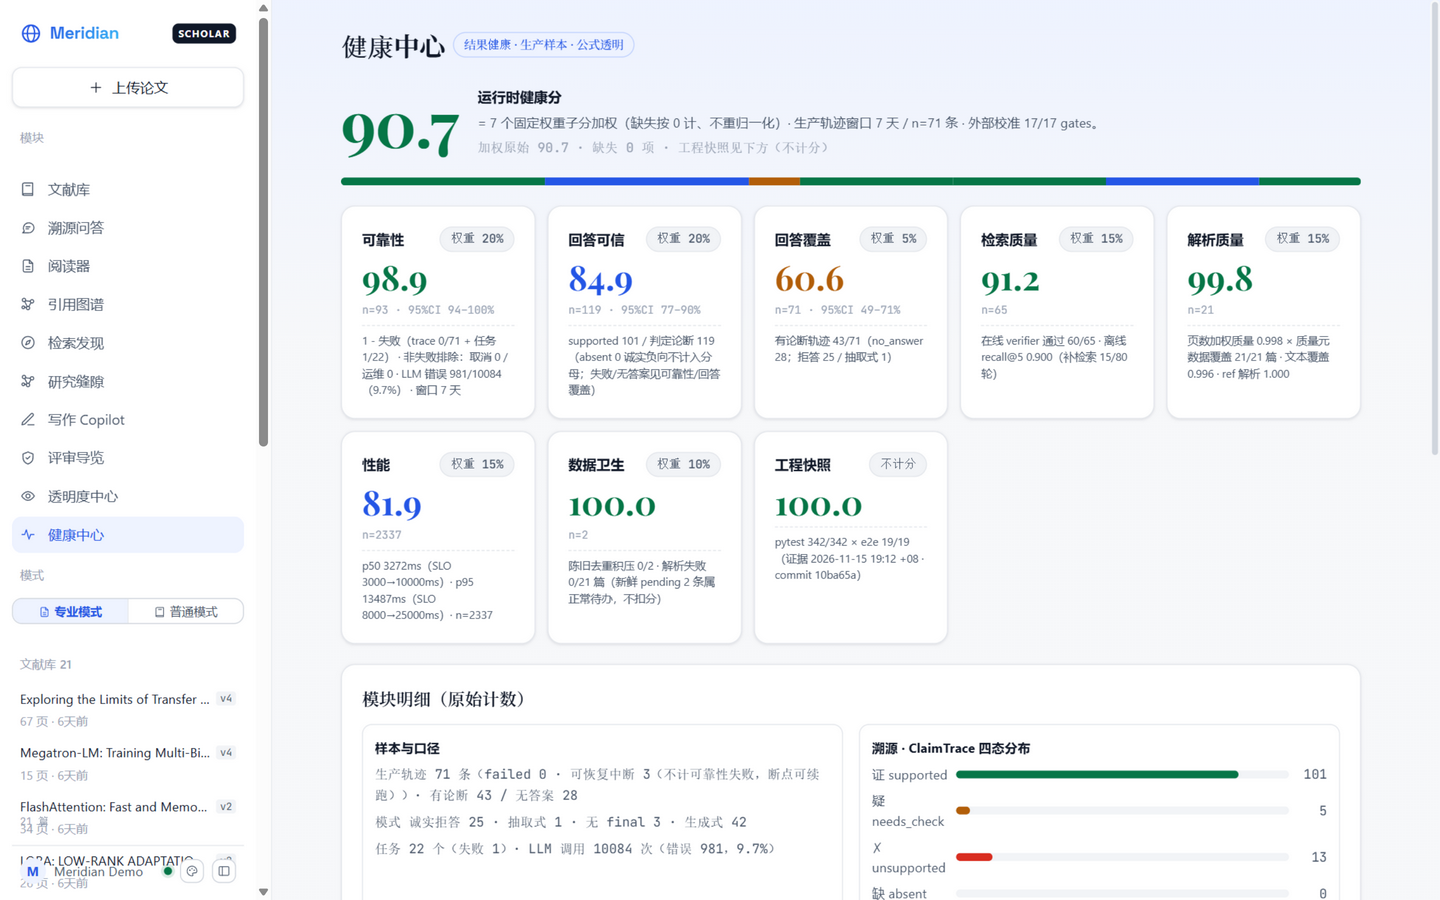 Meridian
SCHOLAR
上传论文
模块
文献库
溯源问答
阅读器
引用图谱
检索发现
研究缝隙
写作 Copilot
评审导览
透明度中心
健康中心
模式
专业模式
普通模式
文献库 21
Exploring the Limits of Transfer ... v4
67 页 · 6天前
Megatron-LM: Training Multi-Bi... v4
15 页 · 6天前
FlashAttention: Fast and Memo... v2
21 篇
34 页 · 6天前
LORA: LOW-RANK ADAPTATIO...
M Meridian Demo
20 页 · 6天前
健康中心
结果健康 · 生产样本 · 公式透明
90.7
运行时健康分
= 7 个固定权重子分加权（缺失按 0 计、不重归一化）· 生产轨迹窗口 7 天 / n=71 条 · 外部校准 17/17 gates。
加权原始 90.7 · 缺失 0 项 · 工程快照见下方（不计分）
可靠性 权重 20%
98.9
n=93 · 95%CI 94–100%
1 - 失败（trace 0/71 + 任务
1/22）· 非失败排除：取消 0 /
运维 0 · LLM 错误 981/10084
（9.7%）· 窗口 7 天
回答可信 权重 20%
84.9
n=119 · 95%CI 77–90%
supported 101 / 判定论断 119
（absent 0 诚实负向不计入分
母；失败/无答案见可靠性/回答
覆盖）
回答覆盖 权重 5%
60.6
n=71 · 95%CI 49–71%
有论断轨迹 43/71（no_answer
28；拒答 25 / 抽取式 1）
检索质量 权重 15%
91.2
n=65
在线 verifier 通过 60/65 · 离线
recall@5 0.900（补检索 15/80
轮）
解析质量 权重 15%
99.8
n=21
页数加权质量 0.998 × 质量元
数据覆盖 21/21 篇 · 文本覆盖
0.996 · ref 解析 1.000
性能 权重 15%
81.9
n=2337
p50 3272ms（SLO
3000→10000ms）· p95
13487ms（SLO
8000→25000ms）· n=2337
数据卫生 权重 10%
100.0
n=2
陈旧去重积压 0/2 · 解析失败
0/21 篇（新鲜 pending 2 条属
正常待办，不扣分）
工程快照 不计分
100.0
pytest 342/342 × e2e 19/19
（证据 2026-11-15 19:12 +08 ·
commit 10ba65a）
模块明细（原始计数）
样本与口径
生产轨迹 71 条（failed 0 · 可恢复中断 3（不计可靠性失败，断点可续
跑））· 有论断 43 / 无答案 28
模式 诚实拒答 25 · 抽取式 1 · 无 final 3 · 生成式 42
任务 22 个（失败 1）· LLM 调用 10084 次（错误 981，9.7%）
溯源 · ClaimTrace 四态分布
证 supported 101
疑
needs_check 5
✗
unsupported 13
缺 absent 0